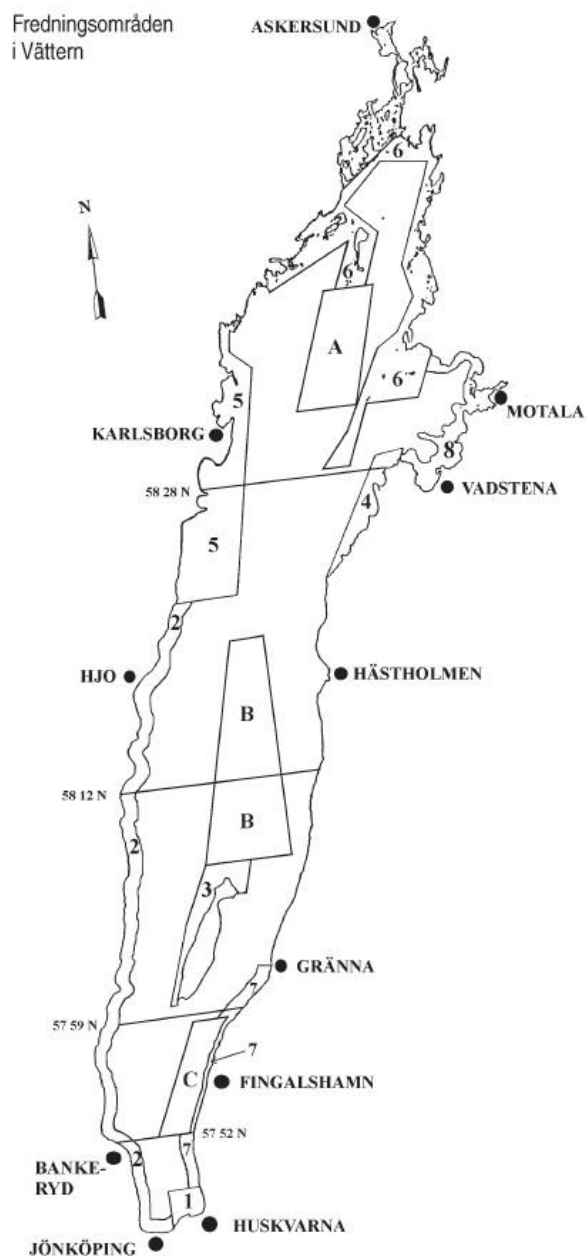 Fredningsområden
i Vättern
ASKERSUND
6
N
6
A
5
6
MOTALA
KARLSBORG
8
58 28 N
VADSTENA
4
5
2
HJO
HÄSTHOLMEN
B
58 12 N
B
2
3
GRÄNNA
7
57 59 N
7
C
FINGALSHAMN
57 52 N
BANKE-
RYD
2
7
1
HUSKVARNA
JÖNKÖPING